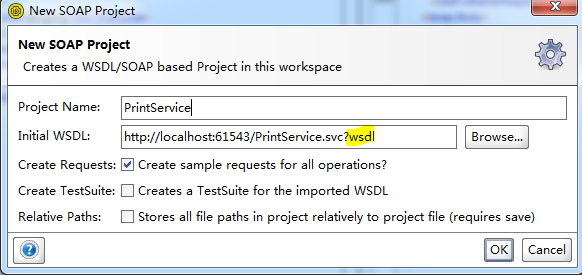 New SOAP Project
New SOAP Project
Creates a WSDL/SOAP based Project in this workspace
Project Name: PrintService
Initial WSDL: http://localhost:61543/PrintService.svc?wsdl Browse...
Create Requests: Create sample requests for all operations?
Create TestSuite: Creates a TestSuite for the imported WSDL
Relative Paths: Stores all file paths in project relatively to project file (requires save)
? OK Cancel